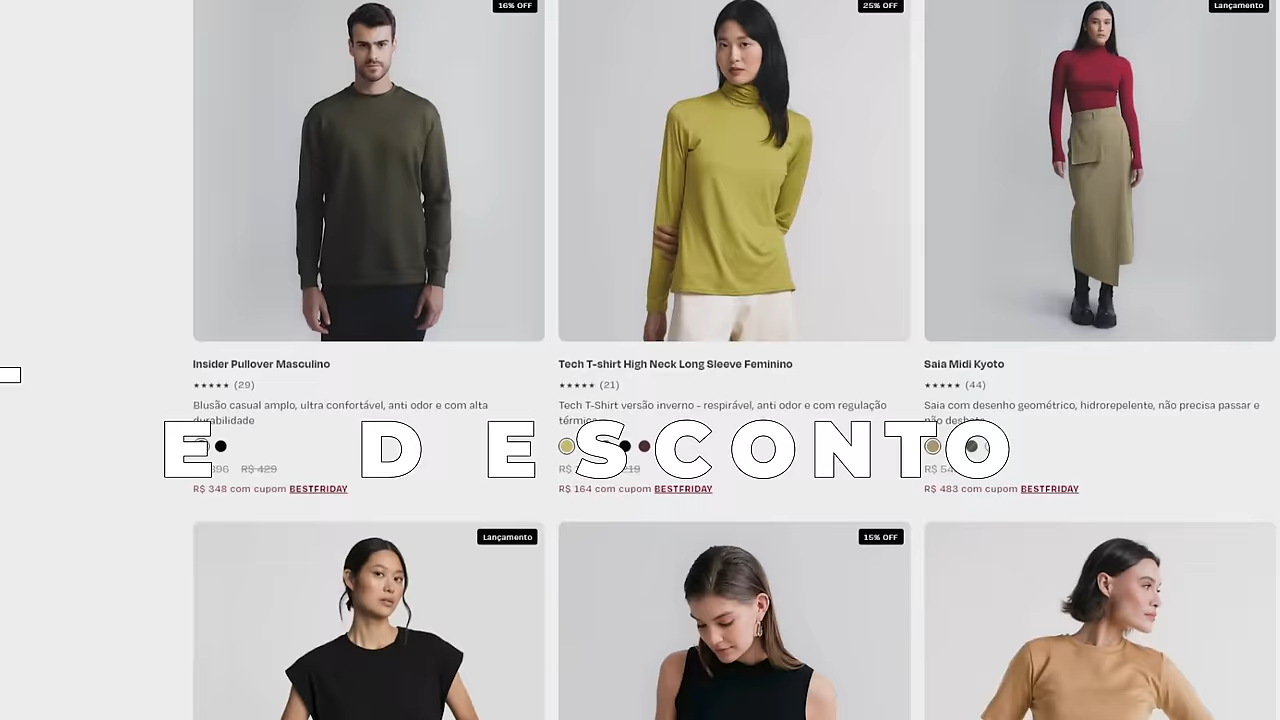 16% OFF
25% OFF
Lançamento
Insider Pullover Masculino
★★★★★ (29)
Blusão casual amplo, ultra confortável, anti odor e com alta
durabilidade
R$ 429
R$ 348 com cupom BESTFRIDAY
Tech T-shirt High Neck Long Sleeve Feminino
★★★★★ (21)
Tech T-Shirt versão inverno - respirável, anti odor e com regulação
R$
R$ 164 com cupom BESTFRIDAY
Saia Midi Kyoto
★★★★★ (44)
Saia com desenho geométrico, hidrorepelente, não precisa passar e
não
R$
R$ 483 com cupom BESTFRIDAY
E DESCONTO
Lançamento
15% OFF